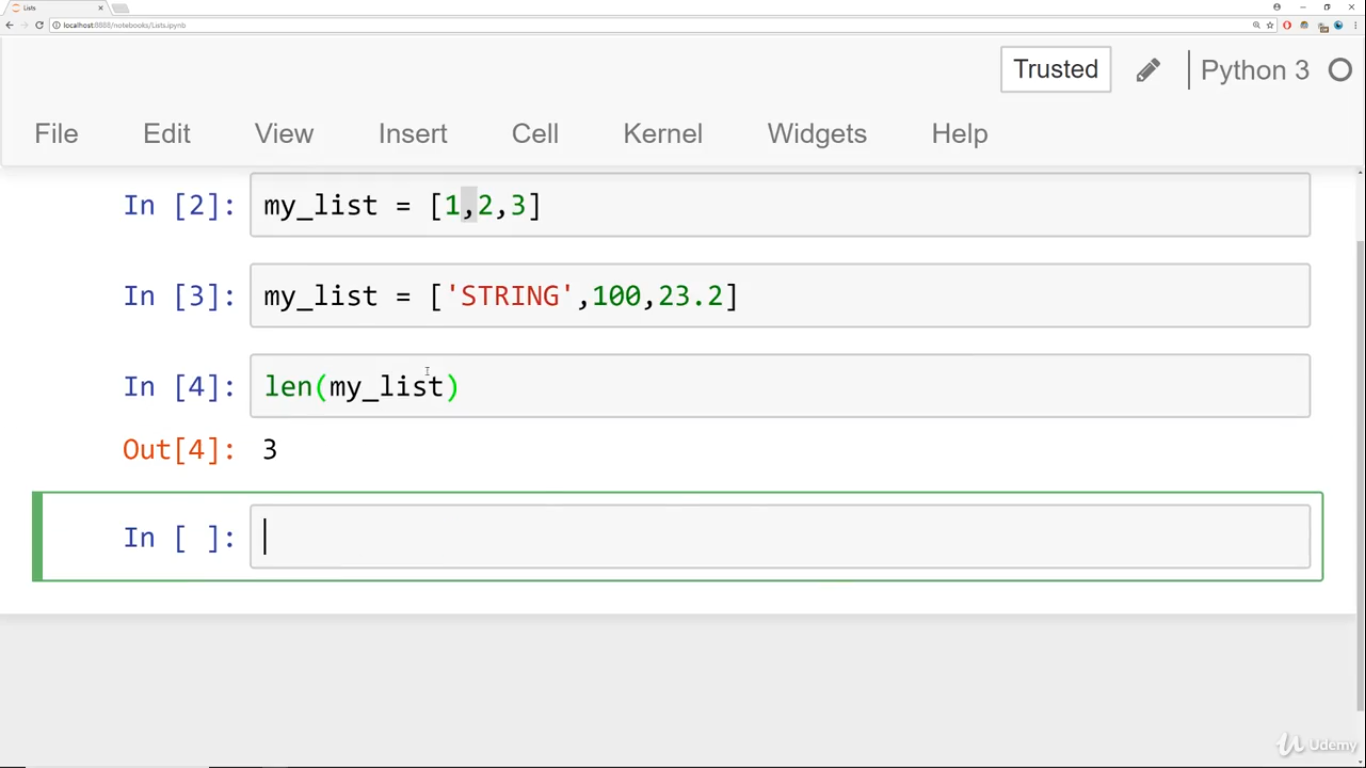 Lists
localhost:8888/notebooks/Lists.ipynb
Trusted
Python 3
File Edit View Insert Cell Kernel Widgets Help
In [2]: my_list = [1,2,3]
In [3]: my_list = ['STRING',100,23.2]
In [4]: len(my_list)
Out[4]: 3
In [ ]:
Udemy